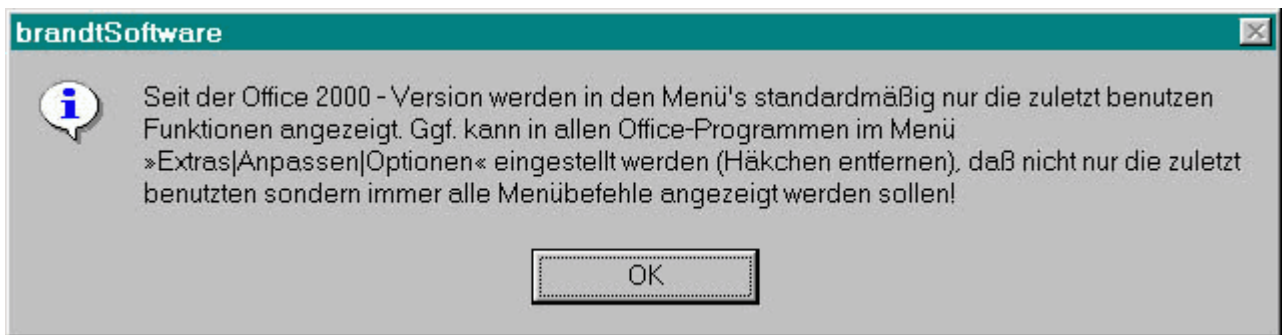 brandtSoftware
Seit der Office 2000 - Version werden in den Menü's standardmäßig nur die zuletzt benutzen
Funktionen angezeigt. Ggf. kann in allen Office-Programmen im Menü
»Extras|Anpassen|Optionen« eingestellt werden (Häkchen entfernen), daß nicht nur die zuletzt
benutzten sondern immer alle Menübefehle angezeigt werden sollen!
OK